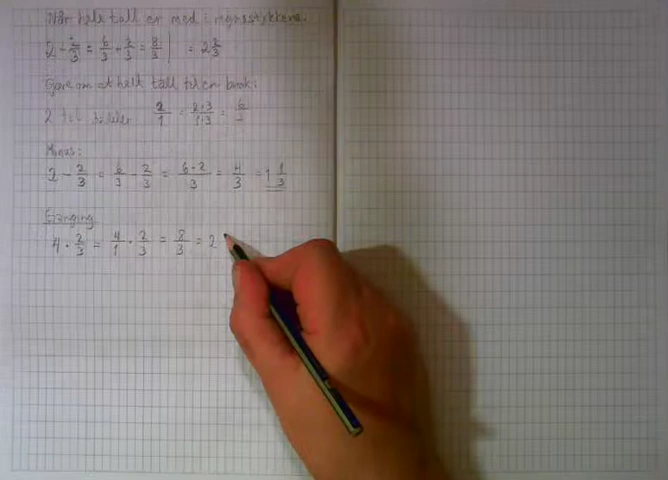 Når hele tall er med i regnestykkene.
2 - 2/3 = 6/3 + 2/3 = 8/3 | = 2 2/3
Gjøre om et helt tall til en brøk:
2 til 2/1 = 2·3/1·3 = 6/3
Minus:
2 - 2/3 = 6/3 - 2/3 = 6-2/3 = 4/3 = 1 1/3
Ganging
4 · 2/3 = 4/1 · 2/3 = 8/3 = 2